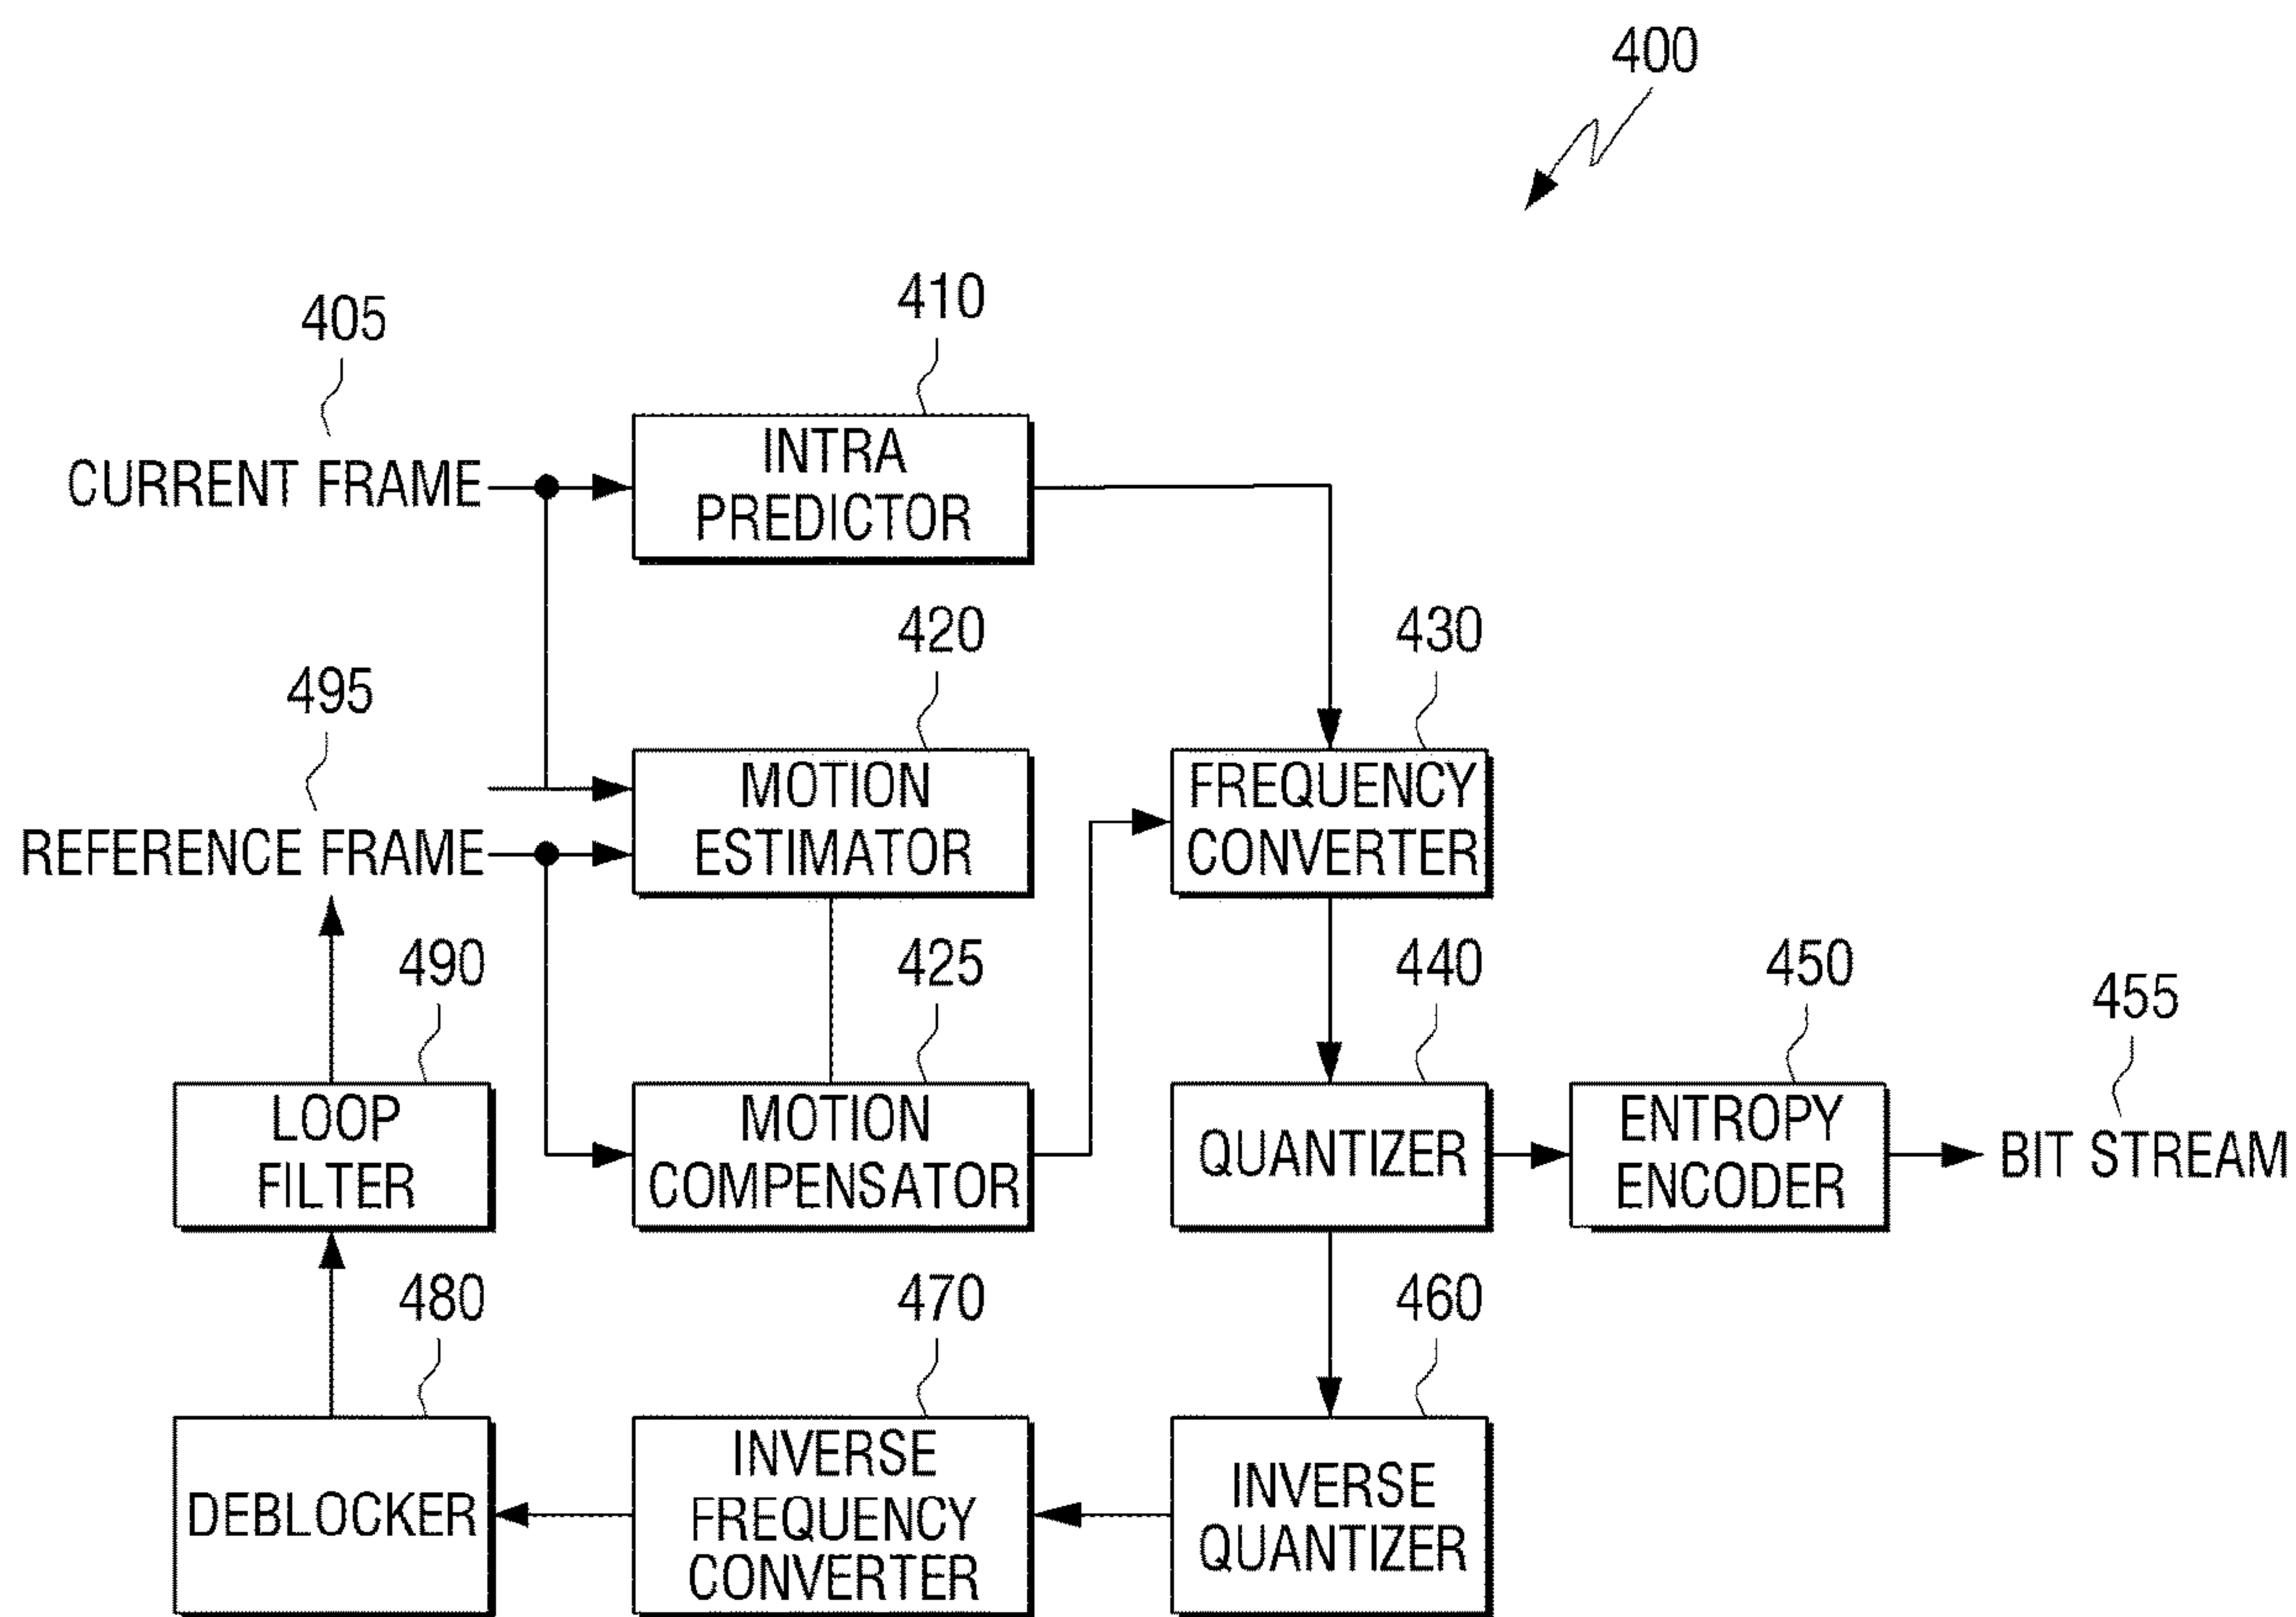 400
410
405
INTRA
PREDICTOR
CURRENT FRAME
420
430
495
MOTION
ESTIMATOR
FREQUENCY
CONVERTER
REFERENCE FRAME
490
425
440
450
455
LOOP
FILTER
MOTION
COMPENSATOR
QUANTIZER
ENTROPY
ENCODER
BIT STREAM
480
470
460
DEBLOCKER
INVERSE
FREQUENCY
CONVERTER
INVERSE
QUANTIZER